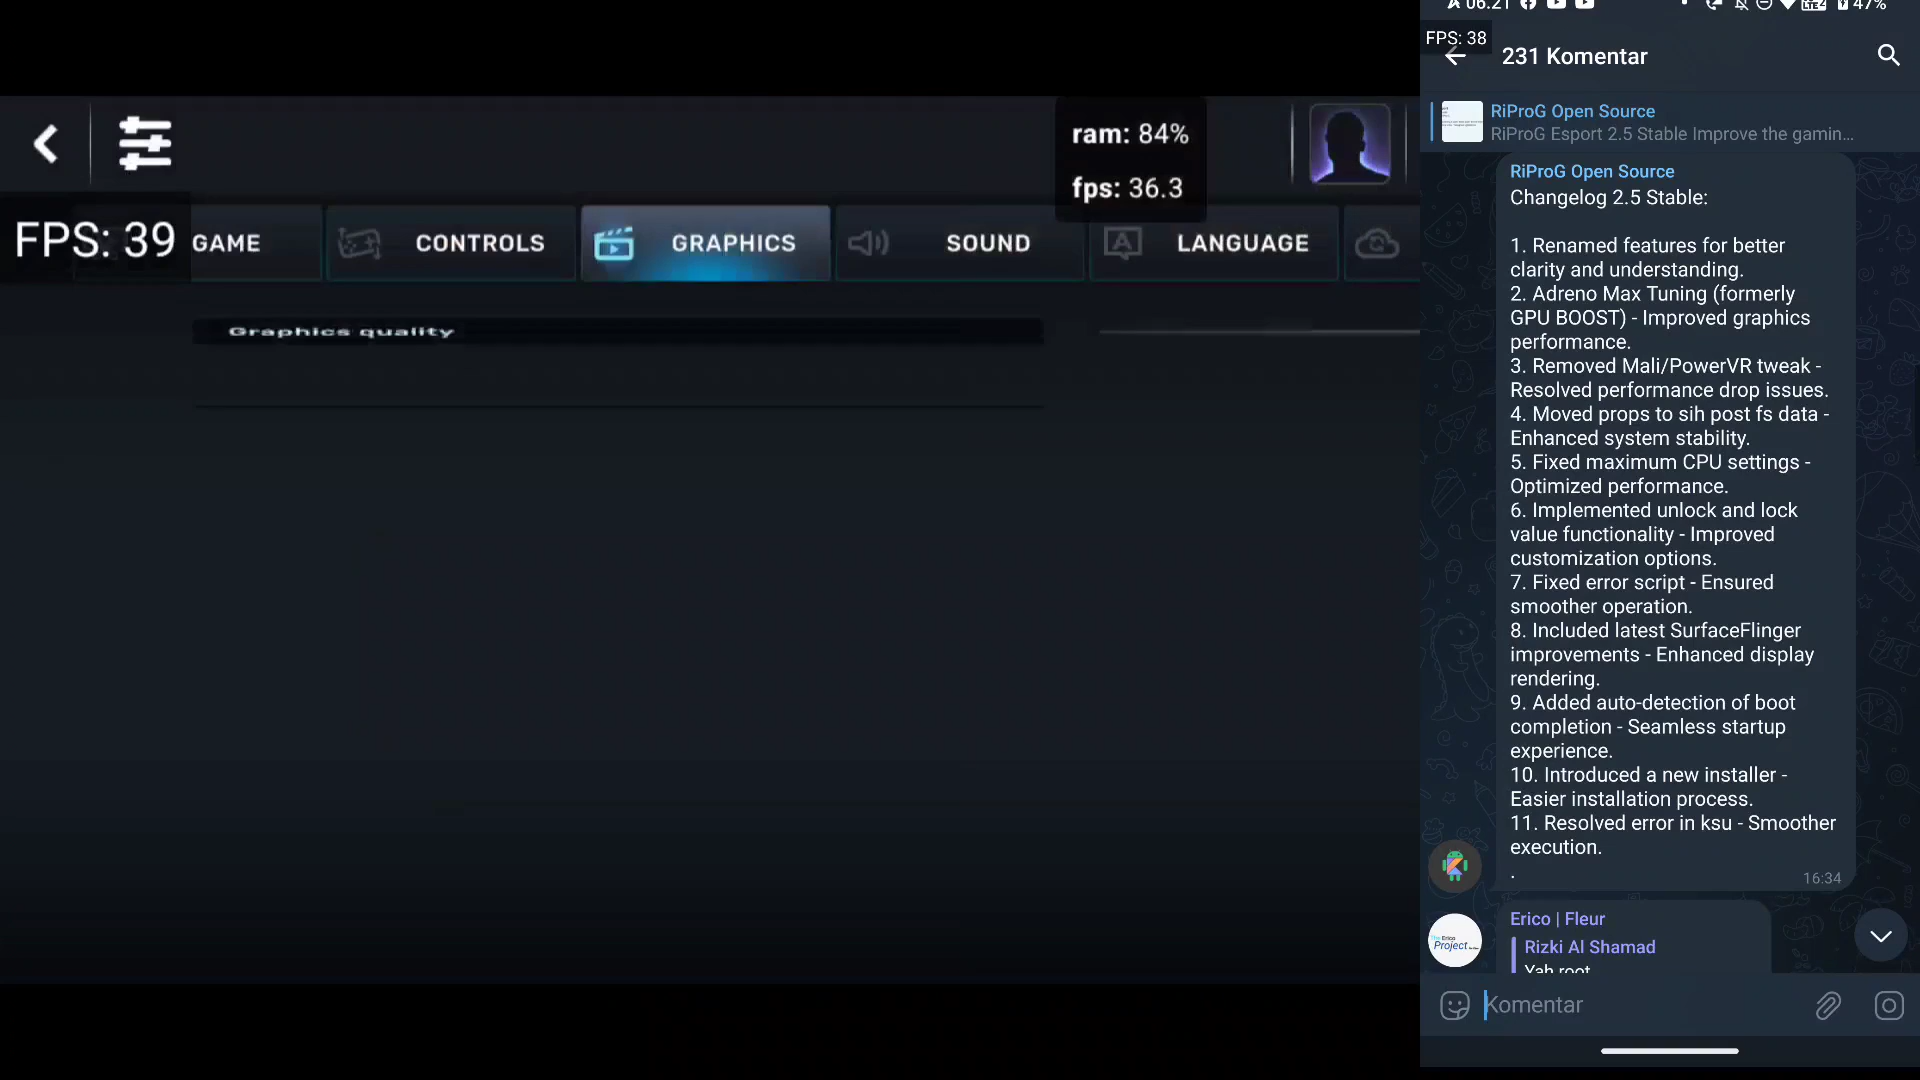 ram: 84%
fps: 36.3
FPS: 39
GAME
CONTROLS
GRAPHICS
SOUND
LANGUAGE
Graphics quality
06.21
47%
FPS: 38
231 Komentar
RiProG Open Source
RiProG Esport 2.5 Stable Improve the gamin...
RiProG Open Source
Changelog 2.5 Stable:
1. Renamed features for better
clarity and understanding.
2. Adreno Max Tuning (formerly
GPU BOOST) - Improved graphics
performance.
3. Removed Mali/PowerVR tweak -
Resolved performance drop issues.
4. Moved props to sih post fs data -
Enhanced system stability.
5. Fixed maximum CPU settings -
Optimized performance.
6. Implemented unlock and lock
value functionality - Improved
customization options.
7. Fixed error script - Ensured
smoother operation.
8. Included latest SurfaceFlinger
improvements - Enhanced display
rendering.
9. Added auto-detection of boot
completion - Seamless startup
experience.
10. Introduced a new installer -
Easier installation process.
11. Resolved error in ksu - Smoother
execution.
.
16:34
Erico | Fleur
Rizki Al Shamad
Yah root
Komentar